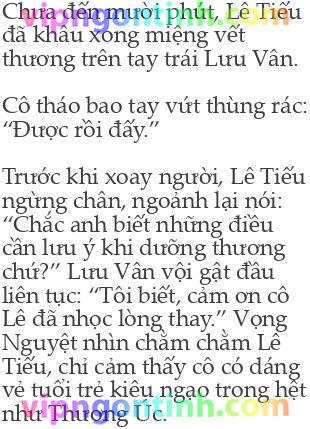 vipngontinh.com
Chưa đến mười phút, Lê Tiếu
đã khâu xong miệng vết
thương trên tay trái Lưu Vân.
Cô tháo bao tay vứt thùng rác:
“Được rồi đấy.”
Trước khi xoay người, Lê Tiếu
ngừng chân, ngoảnh lại nói:
“Chắc anh biết những điều
cần lưu ý khi dưỡng thương
chứ?” Lưu Vân vội gật đầu
liên tục: “Tôi biết, cảm ơn cô
Lê đã nhọc lòng thay.” Vọng
Nguyệt nhìn chằm chằm Lê
Tiếu, chỉ cảm thấy cô có dáng
vẻ tuổi trẻ kiêu ngạo trong hệt
như Thương Úc.
vipngontinh.com